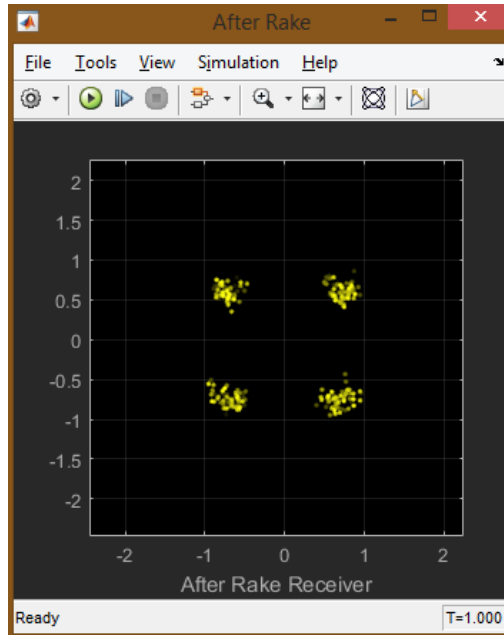 After Rake
File Tools View Simulation Help
2
1.5
1
0.5
0
-0.5
-1
-1.5
-2
-2 -1 0 1 2
After Rake Receiver
Ready T=1.000